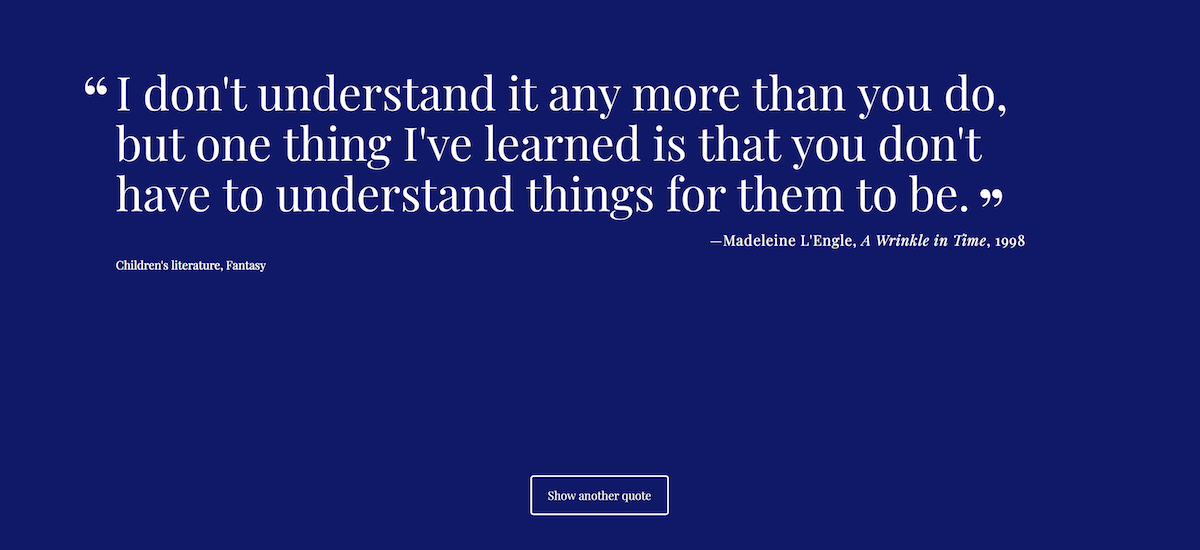 “I don't understand it any more than you do,
but one thing I've learned is that you don't
have to understand things for them to be.”
—Madeleine L'Engle, A Wrinkle in Time, 1998
Children's literature, Fantasy
Show another quote